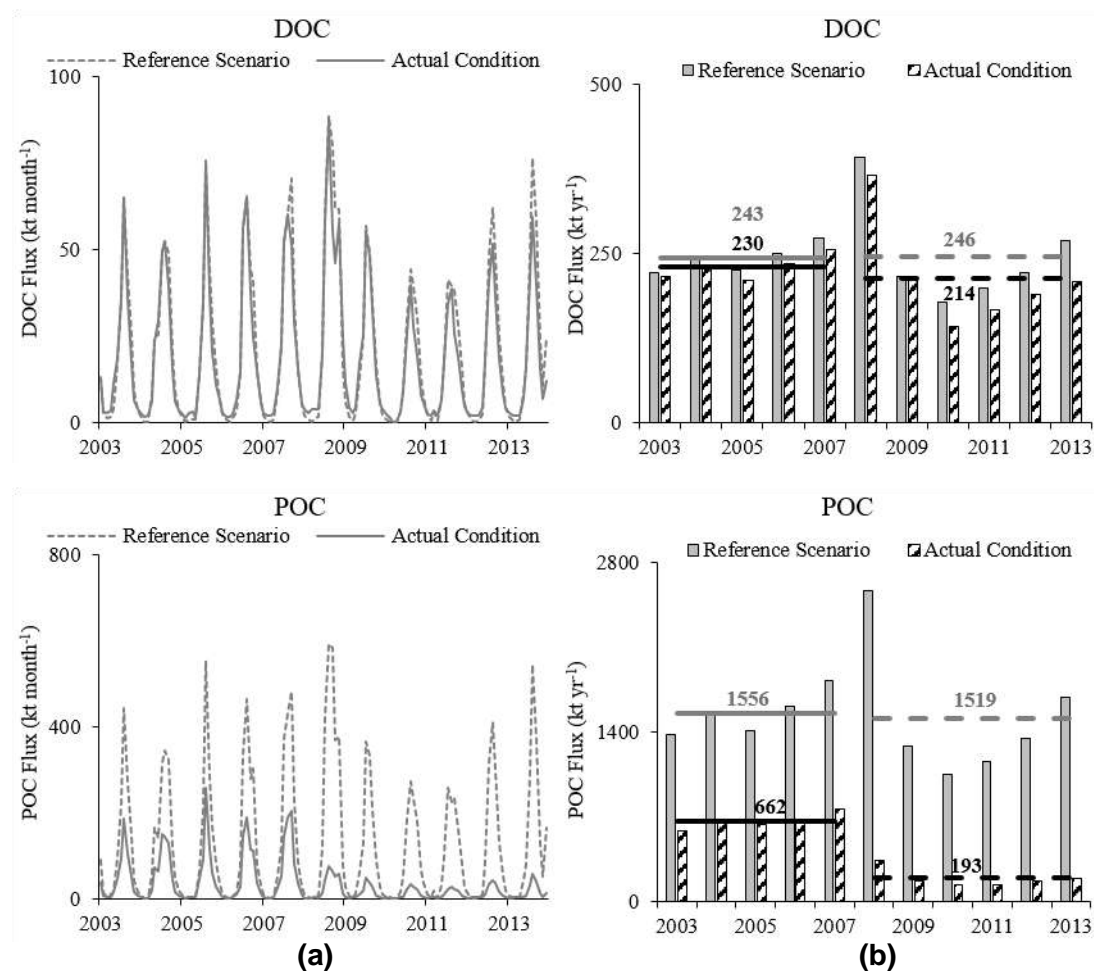 DOC
Reference Scenario Actual Condition
100
50
0
DOC Flux (kt month⁻¹)
2003 2005 2007 2009 2011 2013
DOC
Reference Scenario Actual Condition
500
250
0
DOC Flux (kt yr⁻¹)
243
230
246
214
2003 2005 2007 2009 2011 2013
POC
Reference Scenario Actual Condition
800
400
0
POC Flux (kt month⁻¹)
2003 2005 2007 2009 2011 2013
POC
Reference Scenario Actual Condition
2800
1400
0
POC Flux (kt yr⁻¹)
1556
1519
662
193
2003 2005 2007 2009 2011 2013
(a)
(b)